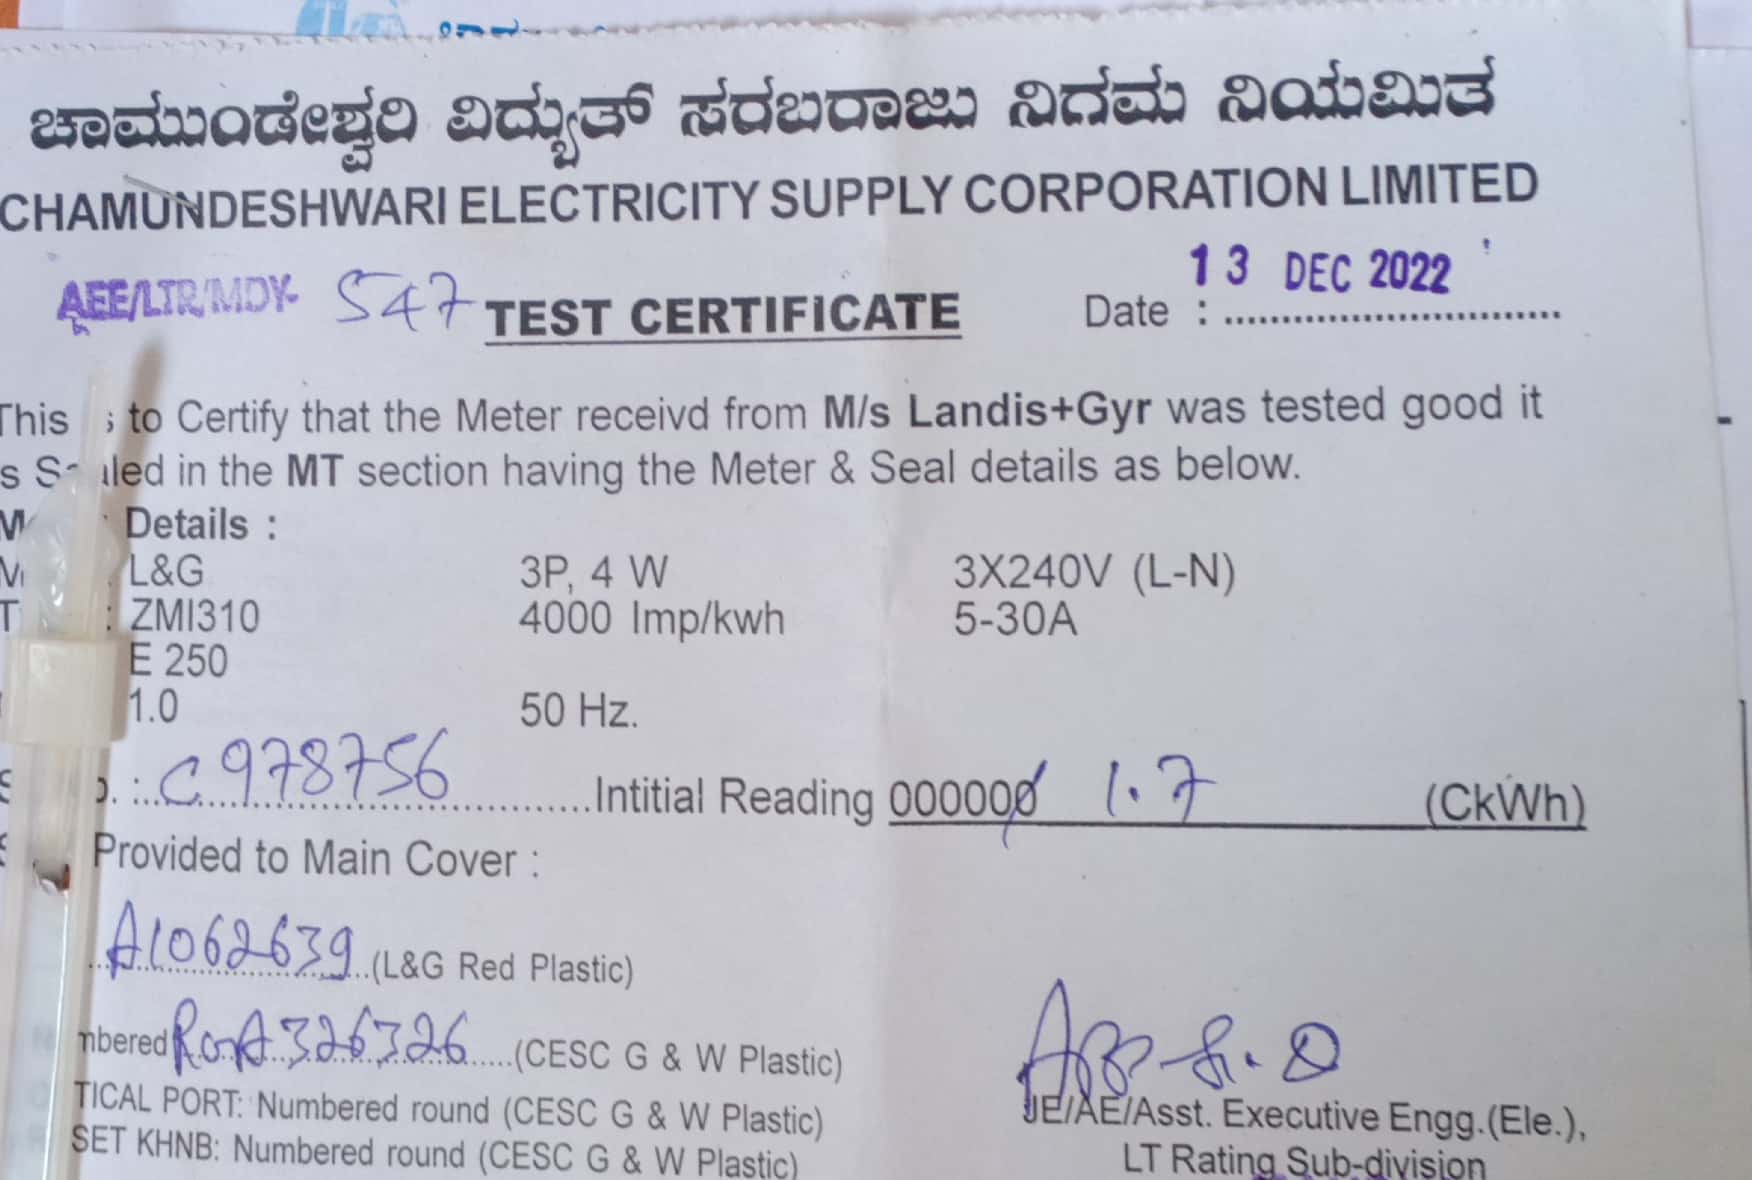 ಚಾಮುಂಡೇಶ್ವರಿ ವಿದ್ಯುತ್ ಸರಬರಾಜು ನಿಗಮ ನಿಯಮಿತ
CHAMUNDESHWARI ELECTRICITY SUPPLY CORPORATION LIMITED
AEE/LTR/MDY- 547 TEST CERTIFICATE Date : 13 DEC 2022
This to Certify that the Meter receivd from M/s Landis+Gyr was tested good it
in the MT section having the Meter & Seal details as below.
Details :
L&G 3P, 4 W 3X240V (L-N)
: ZMI310 4000 Imp/kwh 5-30A
E 250
1.0 50 Hz.
: C978756 Intitial Reading 000000 1.7 (CkWh)
Provided to Main Cover :
A1062639 (L&G Red Plastic)
326326 (CESC G & W Plastic)
PORT: Numbered round (CESC G & W Plastic)
SET KHNB: Numbered round (CESC G & W Plastic)
JE/AE/Asst. Executive Engg.(Ele.),
LT Rating Sub-division